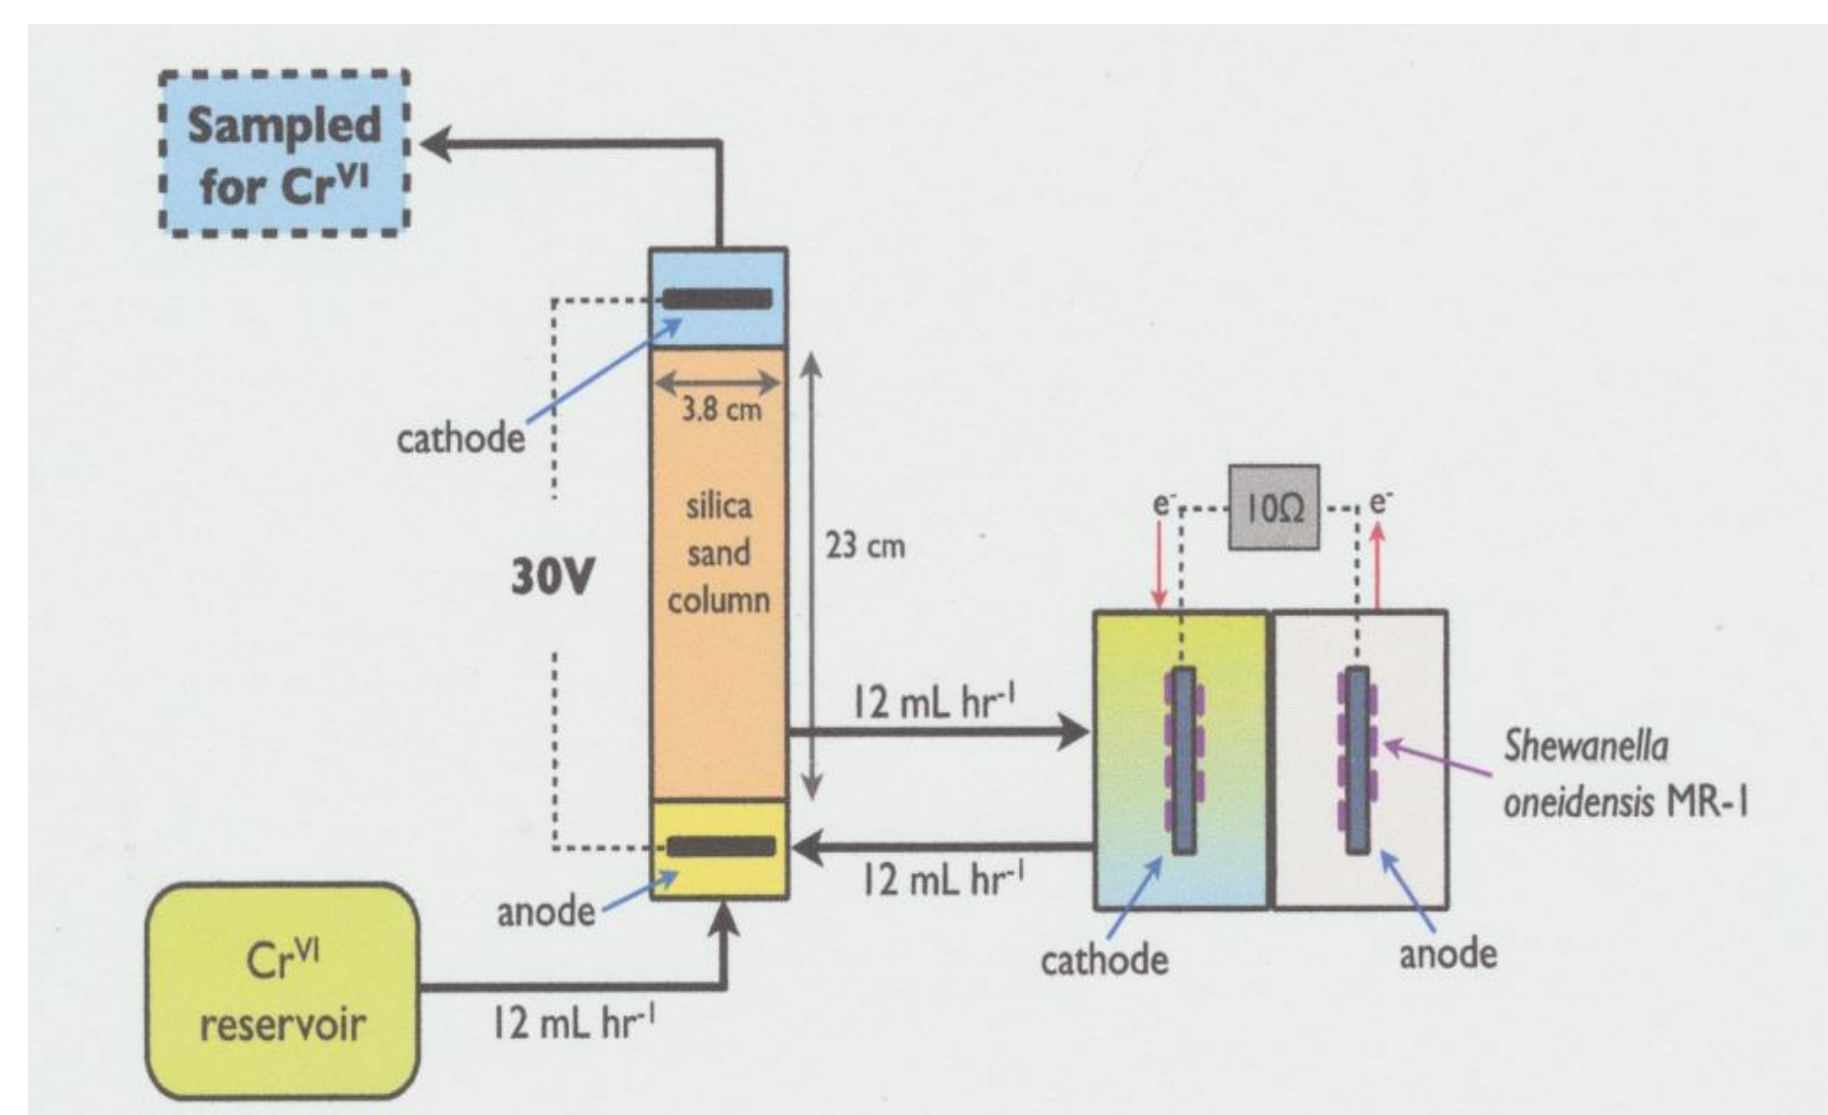 Sampled
for Cr^VI
cathode
3.8 cm
silica
sand
column
23 cm
30V
e⁻
10Ω
e⁻
12 mL hr⁻¹
Shewanella
oneidensis MR-1
12 mL hr⁻¹
anode
cathode
anode
Cr^VI
reservoir
12 mL hr⁻¹